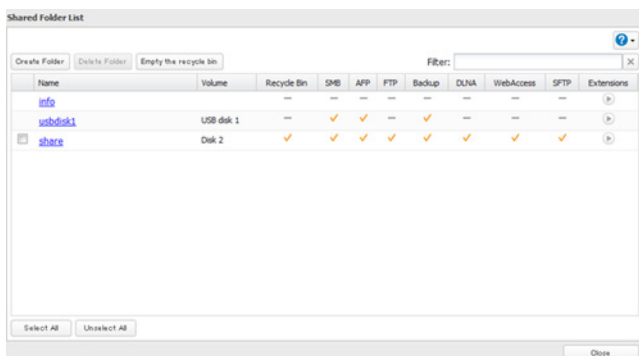 Shared Folder List
?
Create Folder Delete Folder Empty the recycle bin Filter:
Name Volume Recycle Bin SMB AFP FTP Backup DLNA WebAccess SFTP Extensions
info
usbdisk1 USB disk 1
share Disk 2
Select All Unselect All
Close